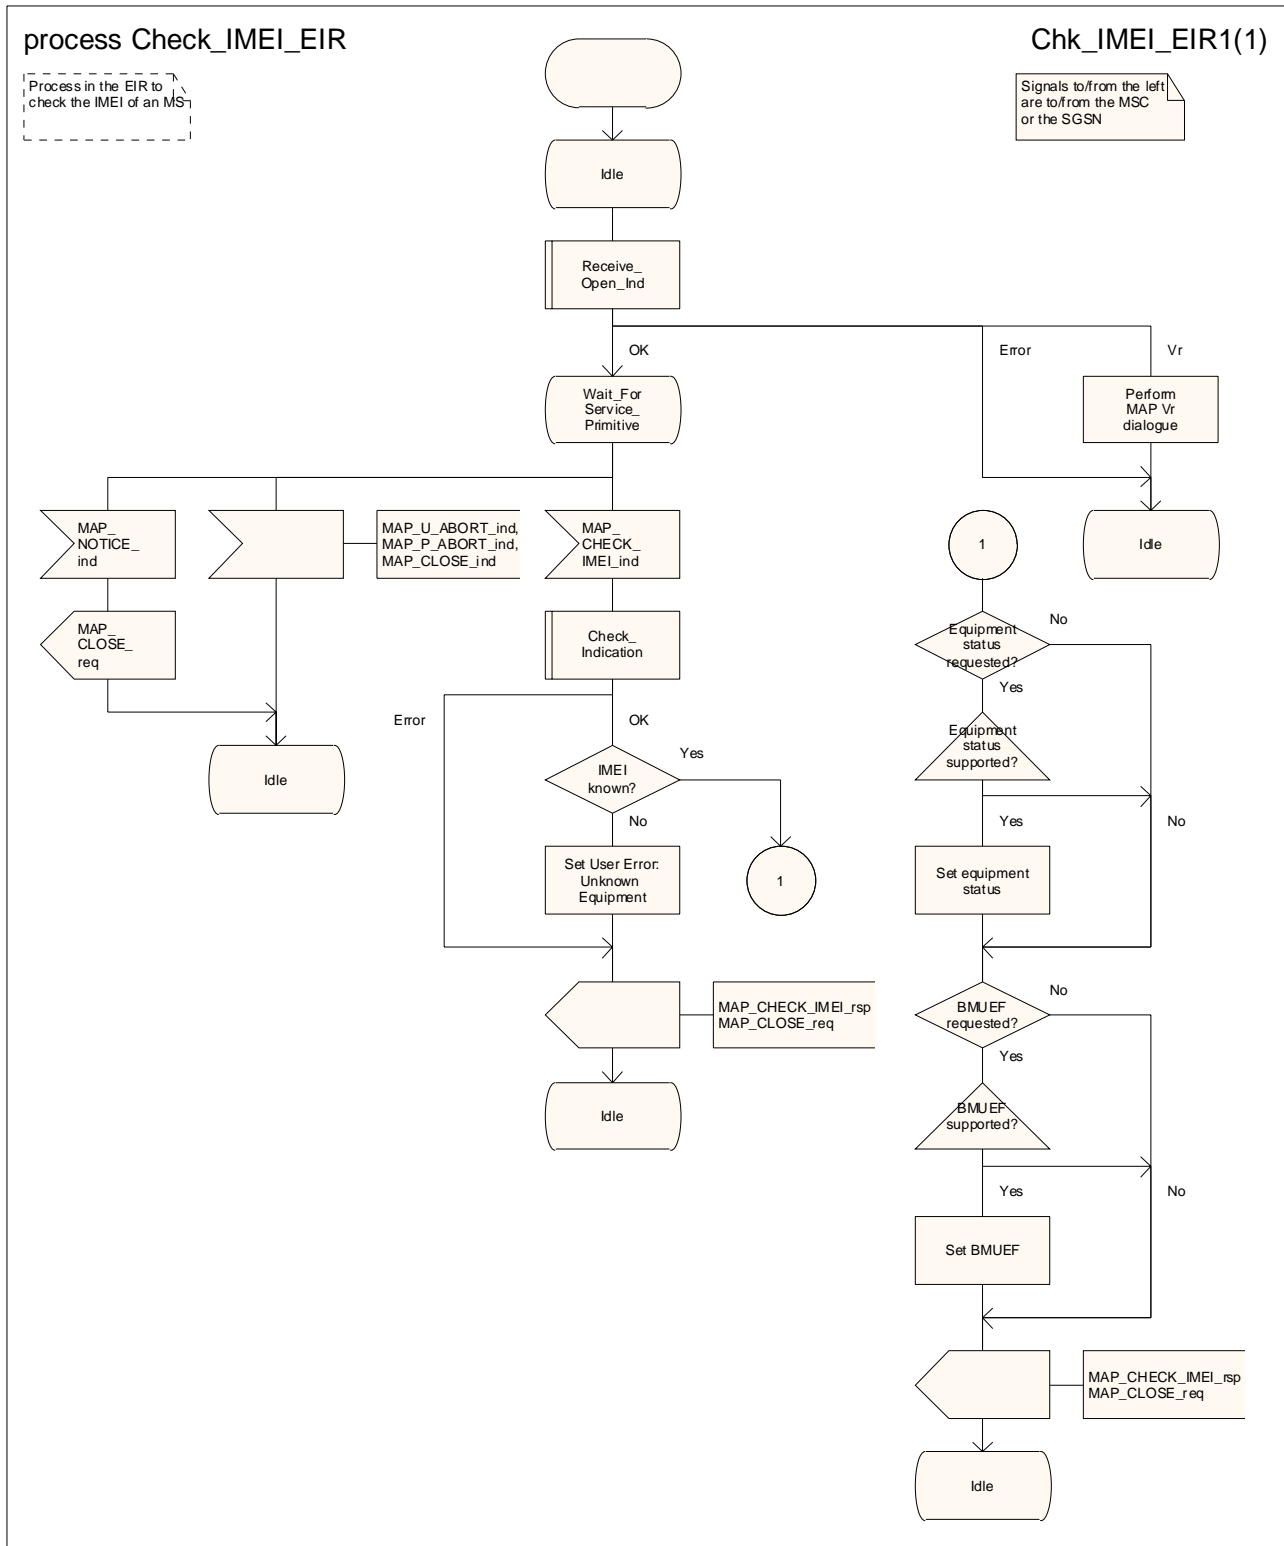 process Check_IMEI_EIR
Chk_IMEI_EIR1(1)
Process in the EIR to
check the IMEI of an MS
Signals to/from the left
are to/from the MSC
or the SGSN
Idle
Receive_
Open_Ind
OK
Error
Vr
Wait_For
Service_
Primitive
Perform
MAP Vr
dialogue
MAP_
NOTICE_
ind
MAP_U_ABORT_ind,
MAP_P_ABORT_ind,
MAP_CLOSE_ind
MAP_
CHECK_
IMEI_ind
1
Idle
MAP_
CLOSE_
req
Check_
Indication
Equipment
status
requested?
No
Yes
Error
OK
Equipment
status
supported?
Idle
IMEI
known?
Yes
No
Yes
No
Set User Error:
Unknown
Equipment
1
Set equipment
status
MAP_CHECK_IMEI_rsp
MAP_CLOSE_req
BMUEF
requested?
No
Yes
Idle
BMUEF
supported?
Yes
No
Set BMUEF
MAP_CHECK_IMEI_rsp
MAP_CLOSE_req
Idle